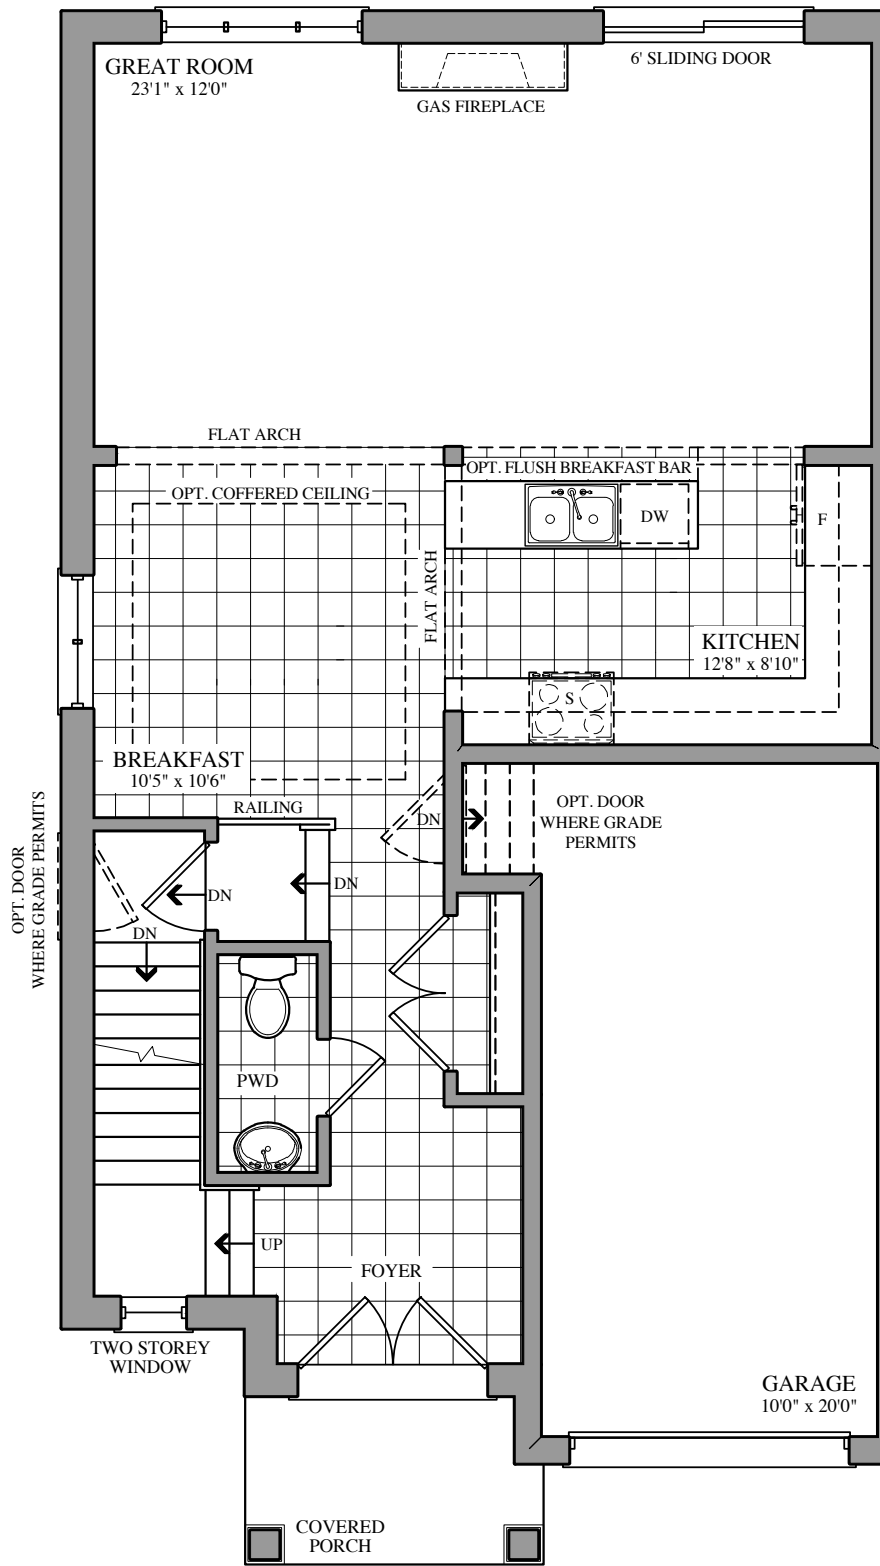 GREAT ROOM
23'1" x 12'0"
6' SLIDING DOOR
GAS FIREPLACE
FLAT ARCH
OPT. FLUSH BREAKFAST BAR
OPT. COFFERED CEILING
DW
F
FLAT ARCH
KITCHEN
12'8" x 8'10"
S
BREAKFAST
10'5" x 10'6"
RAILING
DN
OPT. DOOR
WHERE GRADE
PERMITS
OPT. DOOR
WHERE GRADE PERMITS
DN
DN
DN
PWD
UP
FOYER
TWO STOREY
WINDOW
GARAGE
10'0" x 20'0"
COVERED
PORCH